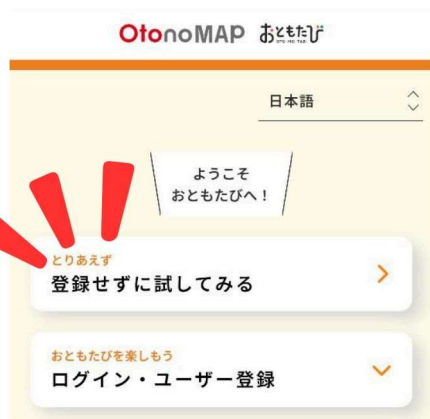 OtonoMAP おともたび
日本語
ようこそ
おともたびへ！
とりあえず
登録せずに試してみる
おともたびを楽しもう
ログイン・ユーザー登録